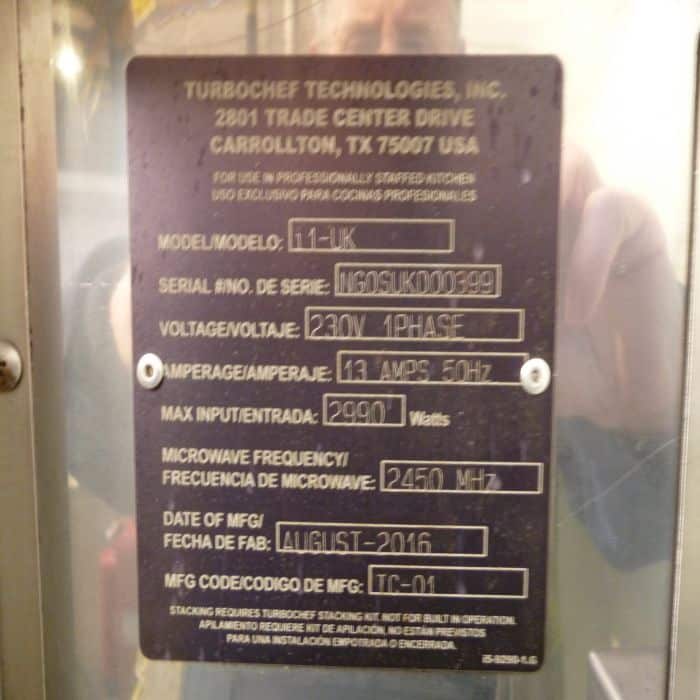 TURBOCHEF TECHNOLOGIES, INC.
2801 TRADE CENTER DRIVE
CARROLLTON, TX 75007 USA
FOR USE IN PROFESSIONALLY STAFFED KITCHEN
USO EXCLUSIVO PARA COCINAS PROFESIONALES
MODEL/MODELO: i1-UK
SERIAL #/NO. DE SERIE: NGOSUKD00399
VOLTAGE/VOLTAJE: 230V 1PHASE
AMPERAGE/AMPERAJE: 13 AMPS 50Hz
MAX INPUT/ENTRADA: 2990 Watts
MICROWAVE FREQUENCY/
FRECUENCIA DE MICROWAVE: 2450 MHz
DATE OF MFG/
FECHA DE FAB: AUGUST-2016
MFG CODE/CODIGO DE MFG: TC-01
STACKING REQUIRES TURBOCHEF STACKING KIT. NOT FOR BUILT IN OPERATION.
APILAMIENTO REQUIERE KIT DE APILACIÓN, NO ESTÁN PREVISTOS
PARA UNA INSTALACIÓN EMPOTRADA O ENCERRADA.